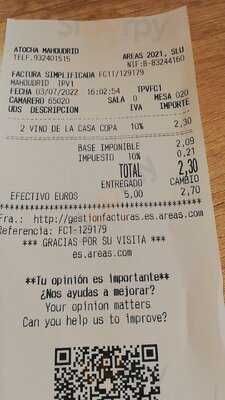 ATOCHA MAHOUDRID AREAS 2021, SLU
TELF.932401515 NIF:B-83244160
FACTURA SIMPLIFICADA FC11/129179
MAHOUDRID TPV1 TPVFC1
FECHA 03/07/2022 16:02:54
CAMARERO 65020 SALA 0 MESA 020
UDS DESCRIPCION IVA IMPORTE
2 VINO DE LA CASA COPA 10% 2,30
BASE IMPONIBLE 2,09
IMPUESTO 10% 0,21
TOTAL 2,30
ENTREGADO CAMBIO
EFECTIVO EUROS 5,00 2,70
Fra.: http://gestionfacturas.es.areas.com
Referencia: FC1-129179
*** GRACIAS POR SU VISITA ***
es.areas.com
**Tu opinión es importante**
¿Nos ayudas a mejorar?
Your opinion matters
Can you help us to improve?